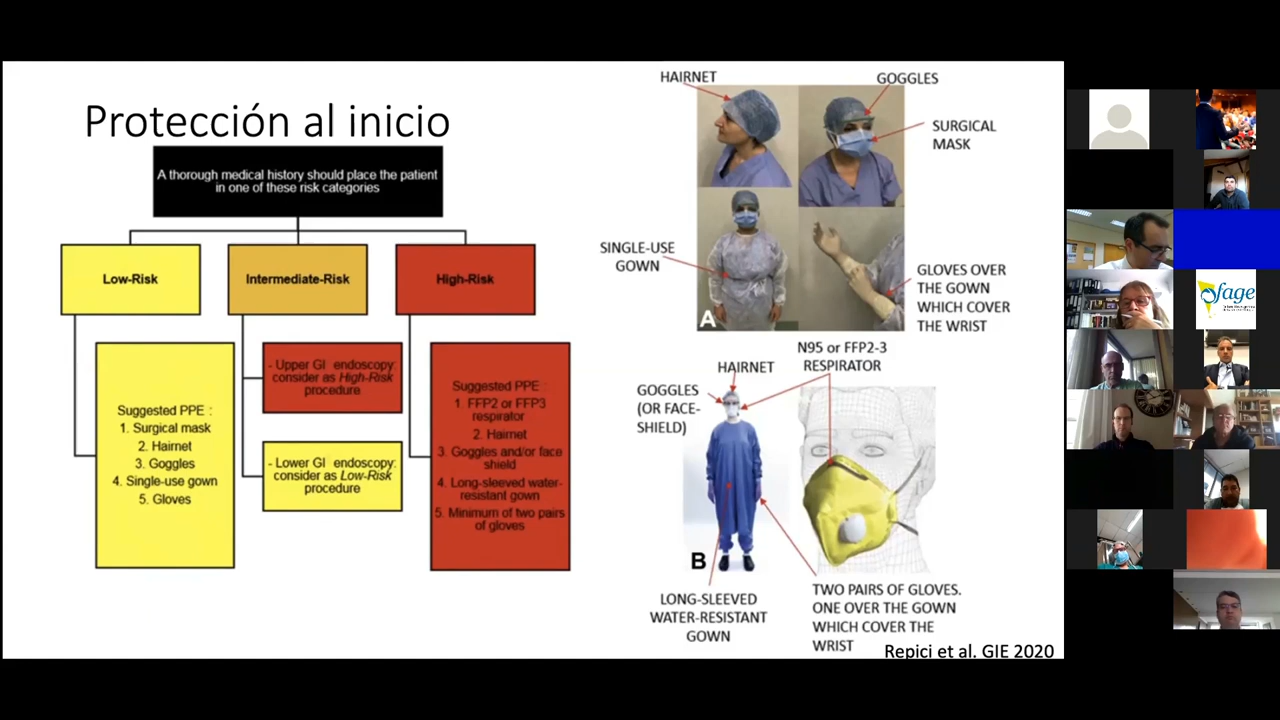 Protección al inicio
A thorough medical history should place the patient
in one of these risk categories
Low-Risk
Intermediate-Risk
High-Risk
Suggested PPE :
1. Surgical mask
2. Hairnet
3. Goggles
4. Single-use gown
5. Gloves
- Upper GI endoscopy:
consider as High-Risk
procedure
- Lower GI endoscopy:
consider as Low-Risk
procedure
Suggested PPE :
1. FFP2 or FFP3
respirator
2. Hairnet
3. Goggles and/or face
shield
4. Long-sleeved water-
resistant gown
5. Minimum of two pairs
of gloves
HAIRNET
GOGGLES
SURGICAL
MASK
SINGLE-USE
GOWN
GLOVES OVER
THE GOWN
WHICH COVER
THE WRIST
A
N95 or FFP2-3
RESPIRATOR
HAIRNET
GOGGLES
(OR FACE-
SHIELD)
B
LONG-SLEEVED
WATER-RESISTANT
GOWN
TWO PAIRS OF GLOVES.
ONE OVER THE GOWN
WHICH COVER THE
WRIST
Repici et al. GIE 2020
fage